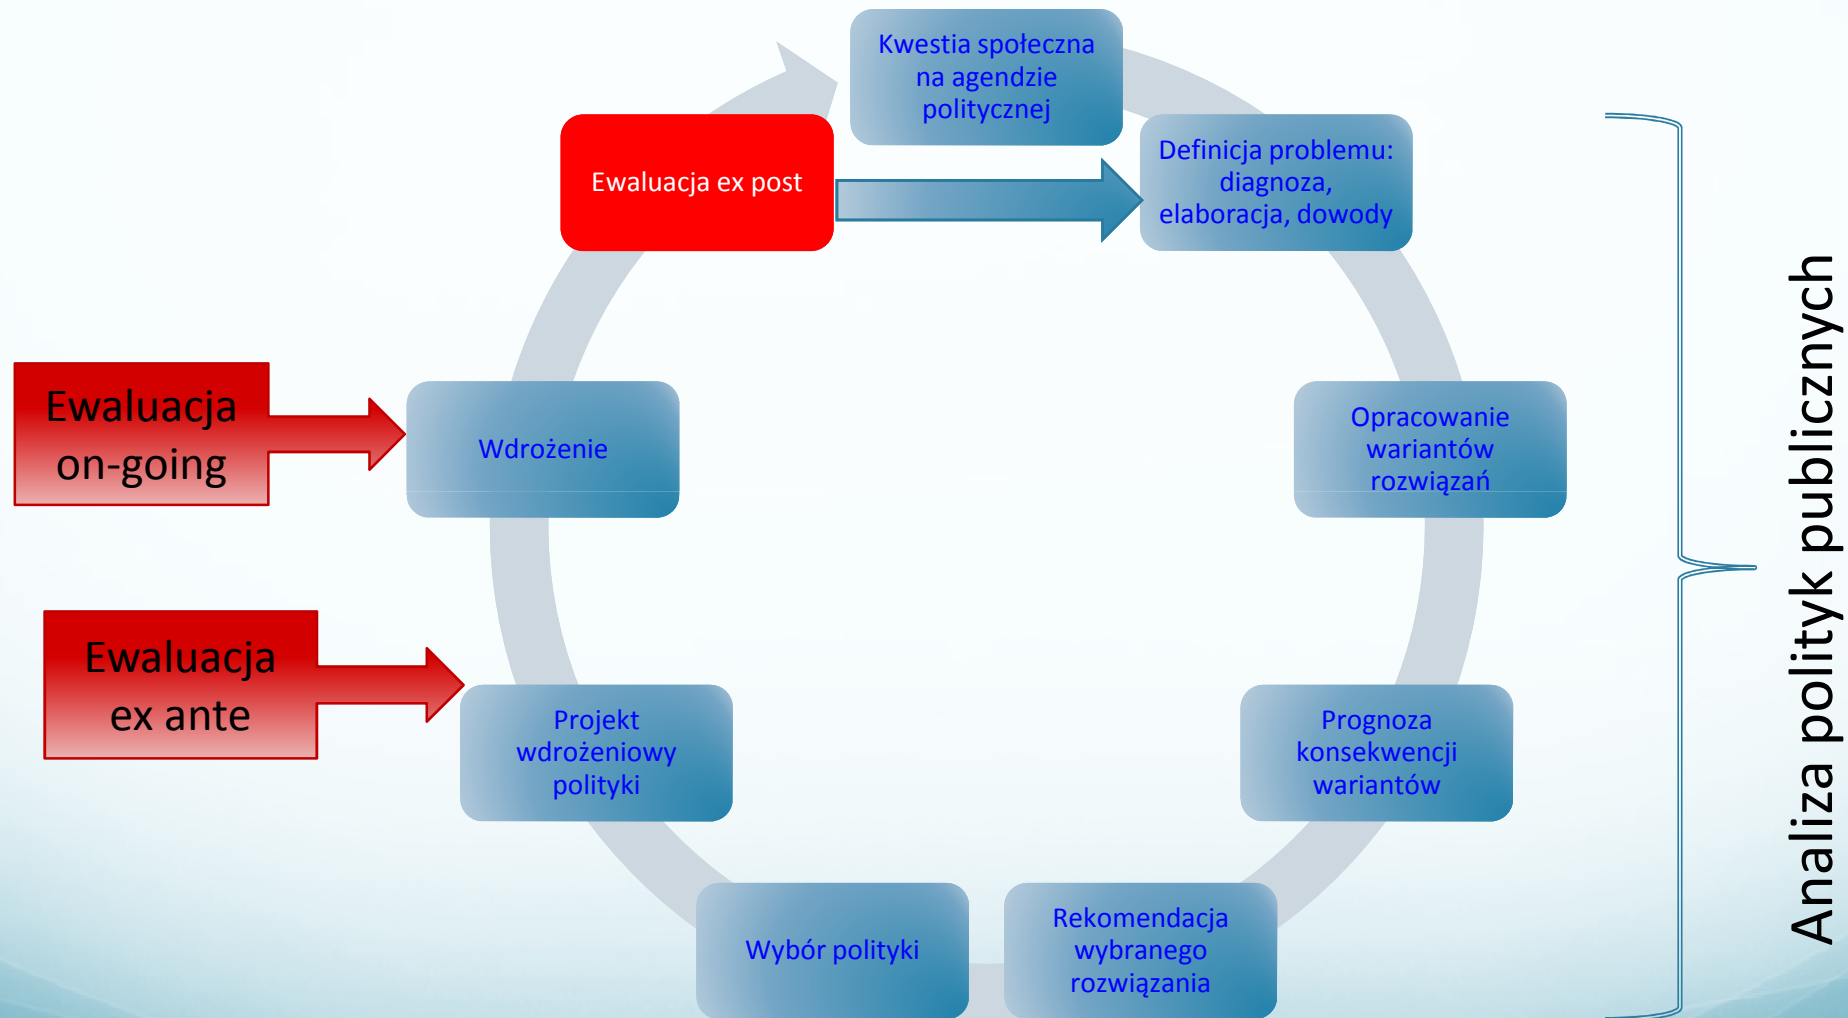 Kwestia społeczna
na agendzie
politycznej
Definicja problemu:
diagnoza,
elaboracja, dowody
Opracowanie
wariantów
rozwiązań
Prognoza
konsekwencji
wariantów
Rekomendacja
wybranego
rozwiązania
Wybór polityki
Projekt
wdrożeniowy
polityki
Wdrożenie
Ewaluacja ex post
Ewaluacja
on-going
Ewaluacja
ex ante
Analiza polityk publicznych